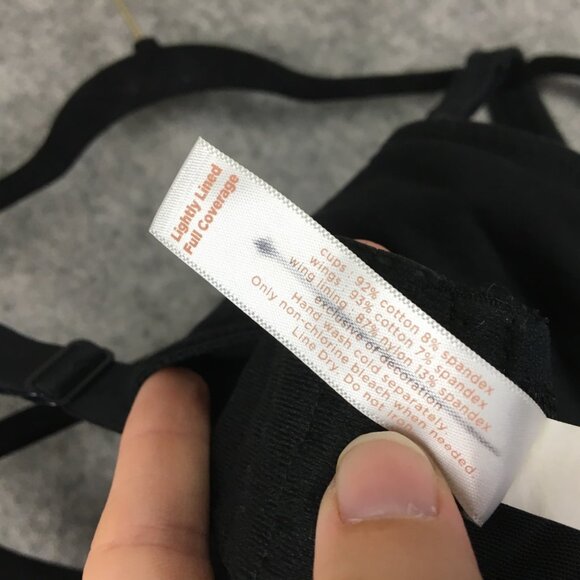 Lightly Lined
Full Coverage
cups 92% cotton 8% spandex
wings 93% cotton 7% spandex
wing lining 87% nylon 13% spandex
exclusive of decoration
Hand wash cold separately
Only non-chlorine bleach when needed
Line Dry. Do not iron